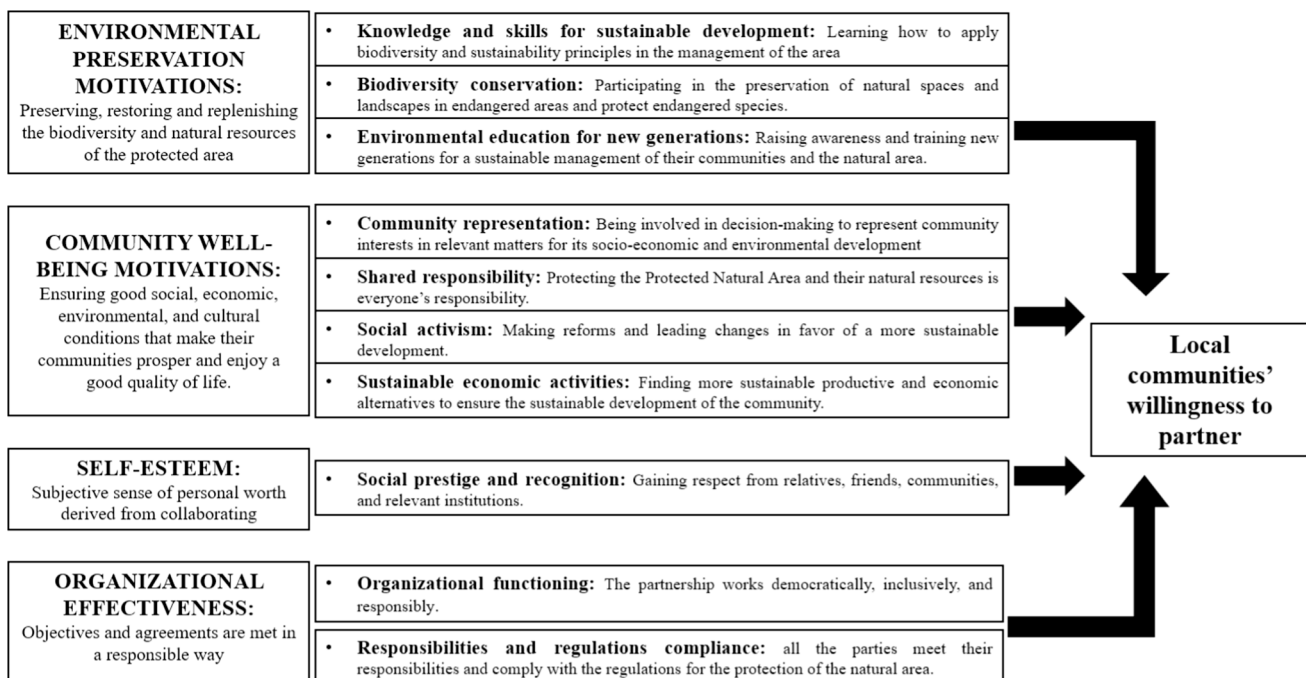 ENVIRONMENTAL
PRESERVATION
MOTIVATIONS:
Preserving, restoring and replenishing
the biodiversity and natural resources
of the protected area
• Knowledge and skills for sustainable development: Learning how to apply
biodiversity and sustainability principles in the management of the area
• Biodiversity conservation: Participating in the preservation of natural spaces and
landscapes in endangered areas and protect endangered species.
• Environmental education for new generations: Raising awareness and training new
generations for a sustainable management of their communities and the natural area.
COMMUNITY WELL-
BEING MOTIVATIONS:
Ensuring good social, economic,
environmental, and cultural
conditions that make their
communities prosper and enjoy a
good quality of life.
• Community representation: Being involved in decision-making to represent community
interests in relevant matters for its socio-economic and environmental development
• Shared responsibility: Protecting the Protected Natural Area and their natural resources is
everyone’s responsibility.
• Social activism: Making reforms and leading changes in favor of a more sustainable
development.
• Sustainable economic activities: Finding more sustainable productive and economic
alternatives to ensure the sustainable development of the community.
SELF-ESTEEM:
Subjective sense of personal worth
derived from collaborating
• Social prestige and recognition: Gaining respect from relatives, friends, communities,
and relevant institutions.
ORGANIZATIONAL
EFFECTIVENESS:
Objectives and agreements are met in
a responsible way
• Organizational functioning: The partnership works democratically, inclusively, and
responsibly.
• Responsibilities and regulations compliance: all the parties meet their
responsibilities and comply with the regulations for the protection of the natural area.
Local
communities’
willingness to
partner